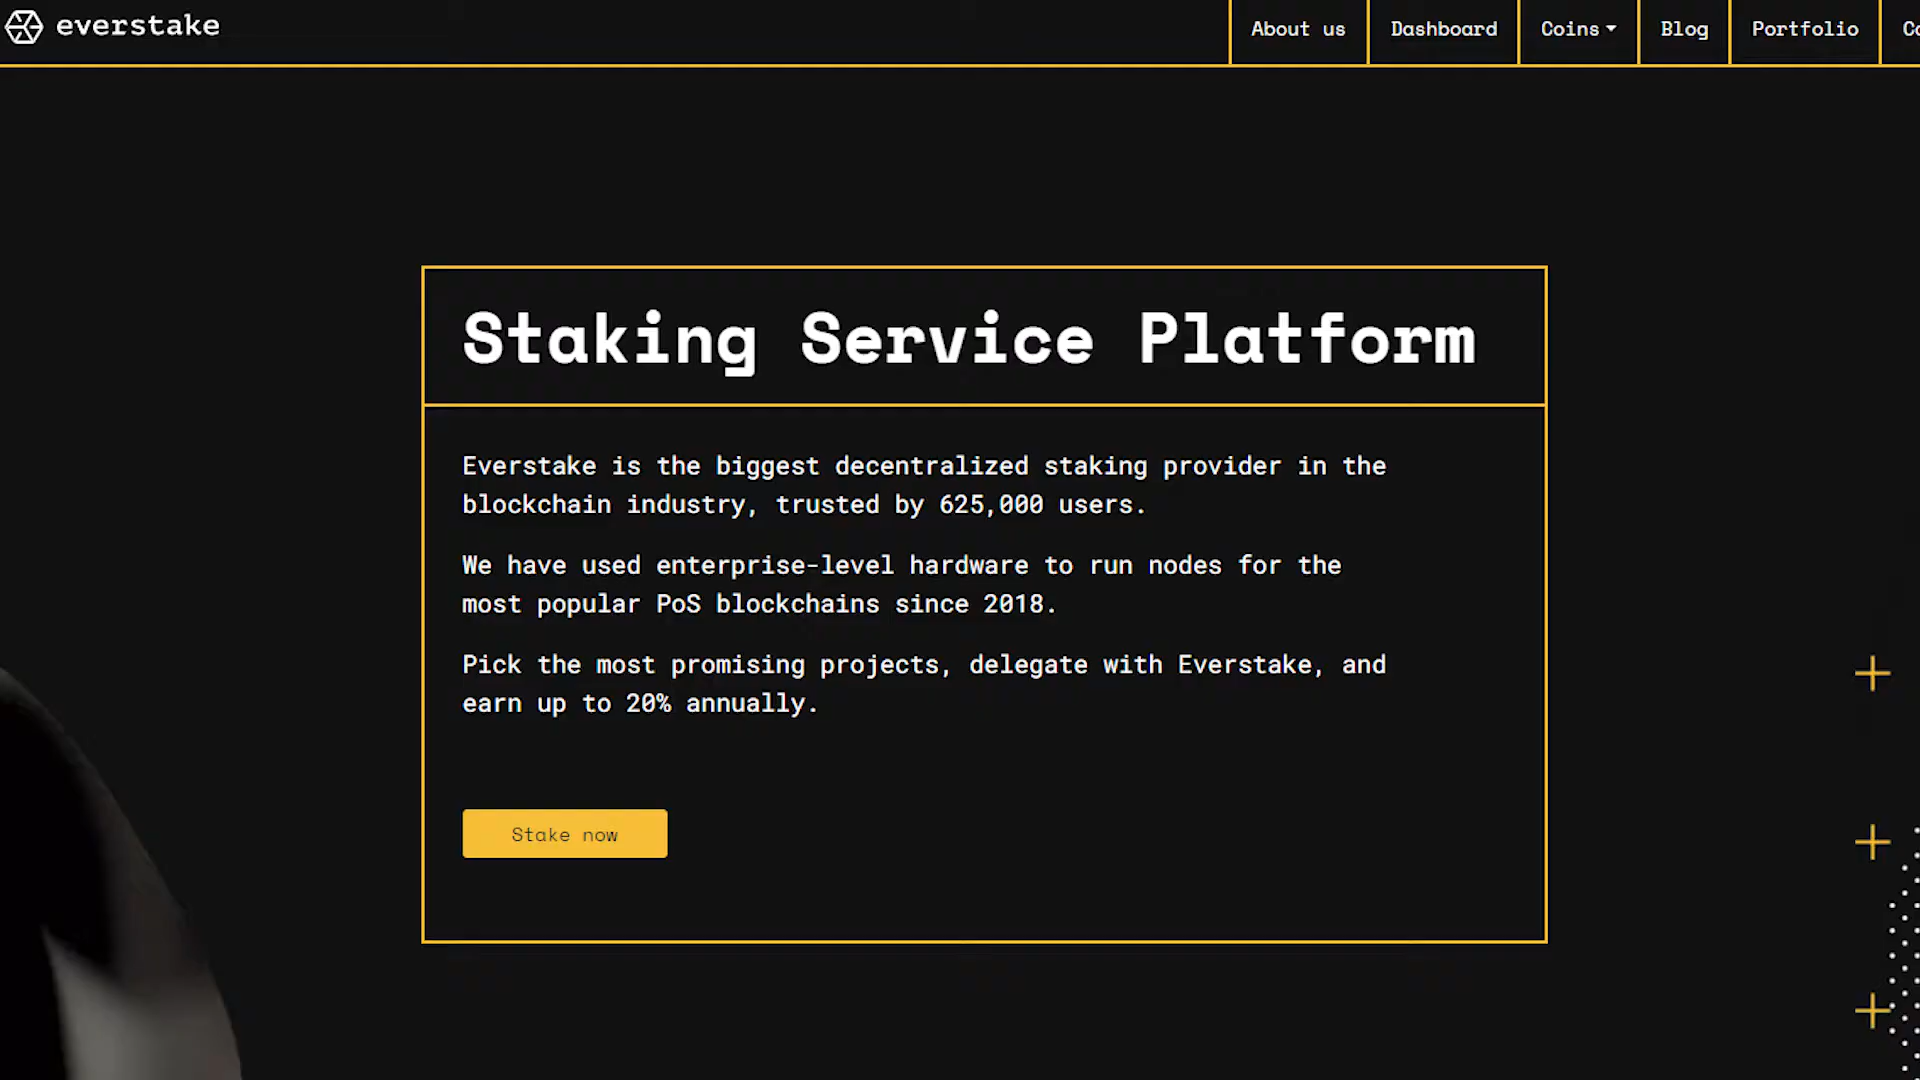 everstake
About us
Dashboard
Coins
Blog
Portfolio
Staking Service Platform
Everstake is the biggest decentralized staking provider in the
blockchain industry, trusted by 625,000 users.
We have used enterprise-level hardware to run nodes for the
most popular PoS blockchains since 2018.
Pick the most promising projects, delegate with Everstake, and
earn up to 20% annually.
Stake now